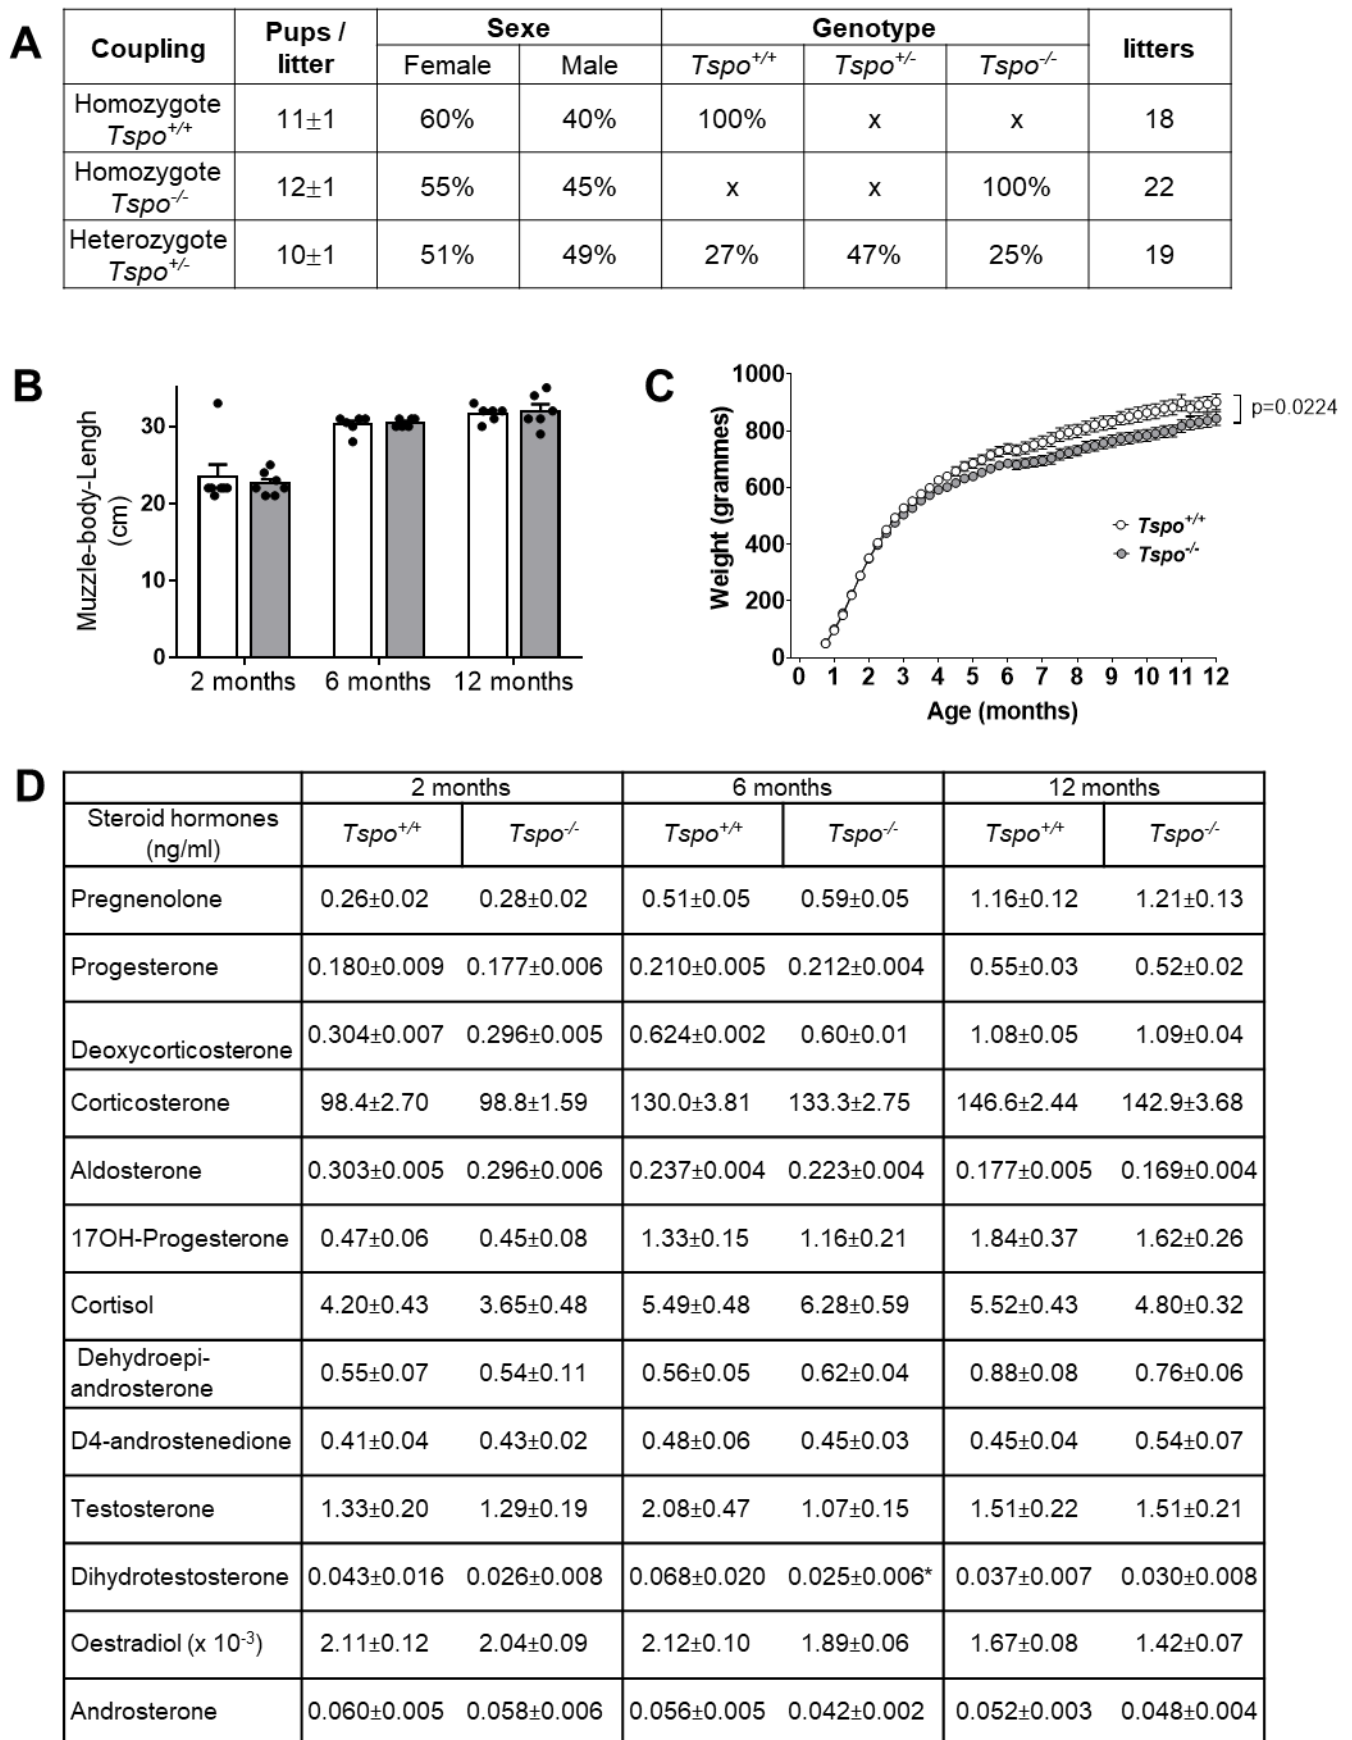 A
Coupling Pups / litter Sexe Genotype litters
Female Male Tspo+/+ Tspo+/- Tspo-/-
Homozygote Tspo+/+ 11±1 60% 40% 100% x x 18
Homozygote Tspo-/- 12±1 55% 45% x x 100% 22
Heterozygote Tspo+/- 10±1 51% 49% 27% 47% 25% 19
B
Muzzle-body-Lengh
(cm)
30
20
10
0
2 months 6 months 12 months
C
Weight (grammes)
1000
800
600
400
200
0
p=0.0224
Tspo+/+
Tspo-/-
0 1 2 3 4 5 6 7 8 9 10 11 12
Age (months)
D
2 months 6 months 12 months
Steroid hormones (ng/ml) Tspo+/+ Tspo-/- Tspo+/+ Tspo-/- Tspo+/+ Tspo-/-
Pregnenolone 0.26±0.02 0.28±0.02 0.51±0.05 0.59±0.05 1.16±0.12 1.21±0.13
Progesterone 0.180±0.009 0.177±0.006 0.210±0.005 0.212±0.004 0.55±0.03 0.52±0.02
Deoxycorticosterone 0.304±0.007 0.296±0.005 0.624±0.002 0.60±0.01 1.08±0.05 1.09±0.04
Corticosterone 98.4±2.70 98.8±1.59 130.0±3.81 133.3±2.75 146.6±2.44 142.9±3.68
Aldosterone 0.303±0.005 0.296±0.006 0.237±0.004 0.223±0.004 0.177±0.005 0.169±0.004
17OH-Progesterone 0.47±0.06 0.45±0.08 1.33±0.15 1.16±0.21 1.84±0.37 1.62±0.26
Cortisol 4.20±0.43 3.65±0.48 5.49±0.48 6.28±0.59 5.52±0.43 4.80±0.32
Dehydroepi-androsterone 0.55±0.07 0.54±0.11 0.56±0.05 0.62±0.04 0.88±0.08 0.76±0.06
D4-androstenedione 0.41±0.04 0.43±0.02 0.48±0.06 0.45±0.03 0.45±0.04 0.54±0.07
Testosterone 1.33±0.20 1.29±0.19 2.08±0.47 1.07±0.15 1.51±0.22 1.51±0.21
Dihydrotestosterone 0.043±0.016 0.026±0.008 0.068±0.020 0.025±0.006* 0.037±0.007 0.030±0.008
Oestradiol (x 10-3) 2.11±0.12 2.04±0.09 2.12±0.10 1.89±0.06 1.67±0.08 1.42±0.07
Androsterone 0.060±0.005 0.058±0.006 0.056±0.005 0.042±0.002 0.052±0.003 0.048±0.004